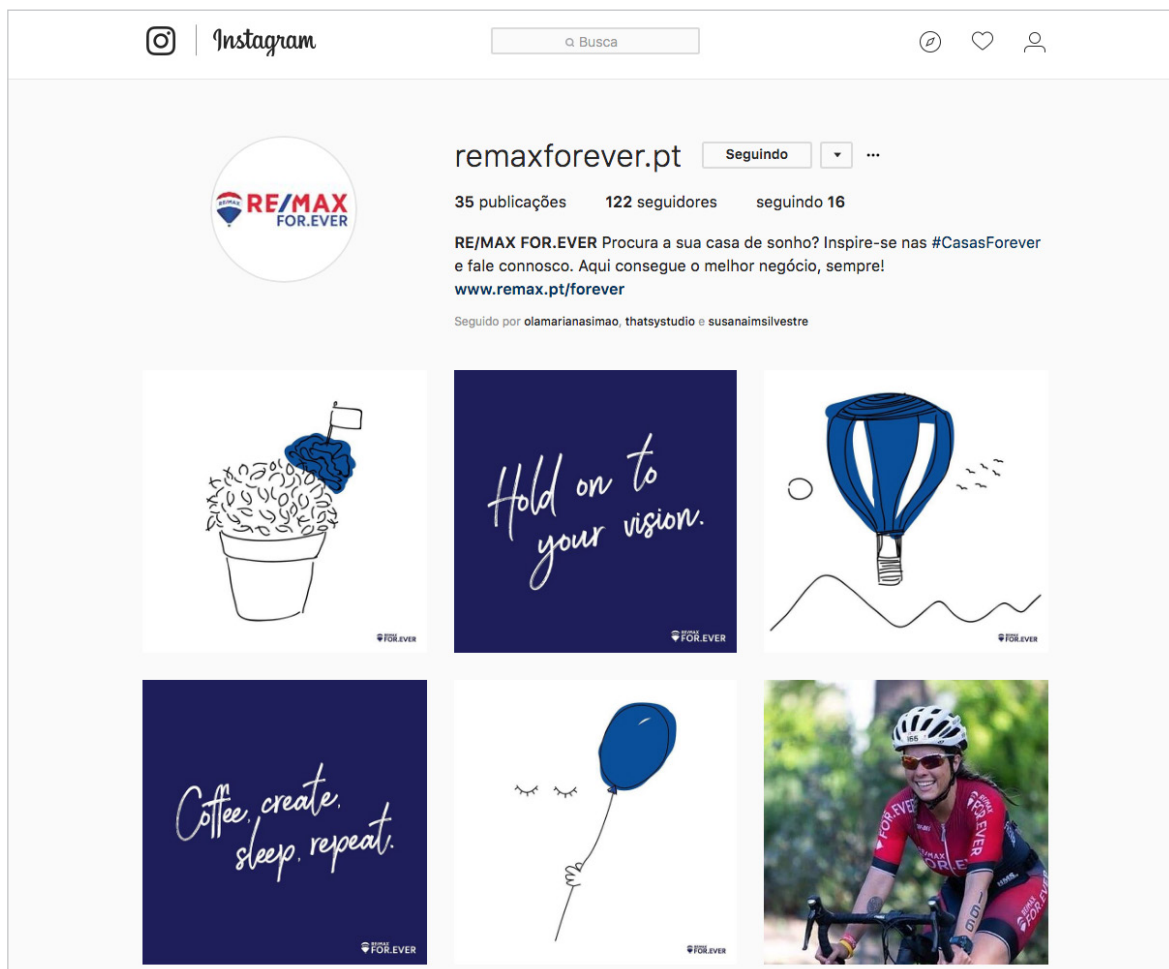 Instagram
Busca
RE/MAX
FOR.EVER
remaxforever.pt Seguindo
35 publicações 122 seguidores seguindo 16
RE/MAX FOR.EVER Procura a sua casa de sonho? Inspire-se nas #CasasForever
e fale connosco. Aqui consegue o melhor negócio, sempre!
www.remax.pt/forever
Seguido por olamarianasimao, thatsystudio e susanaimsilvestre
FOR.EVER
Hold on to
your vision.
FOR.EVER
FOR.EVER
Coffee, create,
sleep, repeat.
FOR.EVER
FOR.EVER
FOR.EVER
FOR.EVER